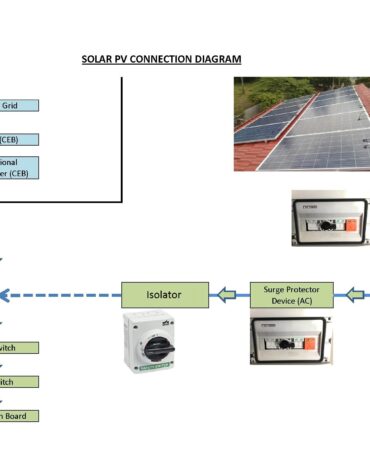 SOLAR PV CONNECTION DIAGRAM
Grid
(CEB)
ional
er (CEB)
Isolator
Surge Protector
Device (AC)
witch
itch
n Board